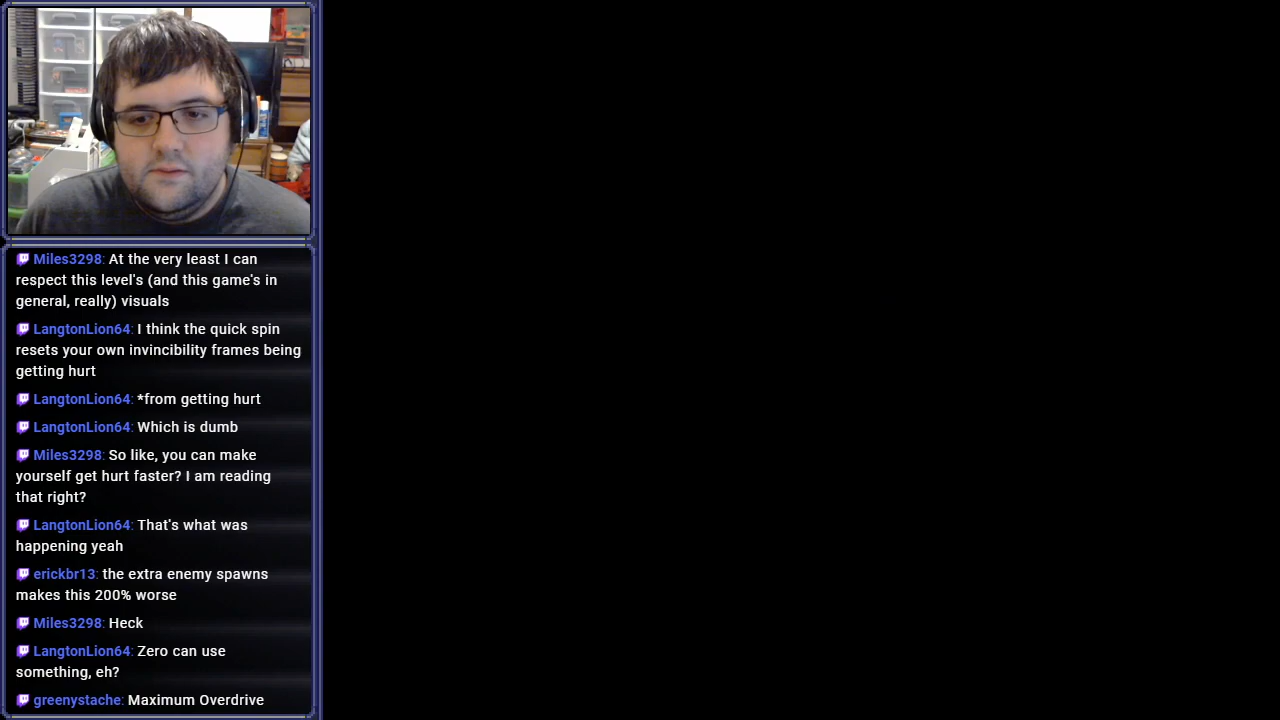 Miles3298: At the very least I can
respect this level's (and this game's in
general, really) visuals
LangtonLion64: I think the quick spin
resets your own invincibility frames being
getting hurt
LangtonLion64: *from getting hurt
LangtonLion64: Which is dumb
Miles3298: So like, you can make
yourself get hurt faster? I am reading
that right?
LangtonLion64: That's what was
happening yeah
erickbr13: the extra enemy spawns
makes this 200% worse
Miles3298: Heck
LangtonLion64: Zero can use
something, eh?
greenystache: Maximum Overdrive